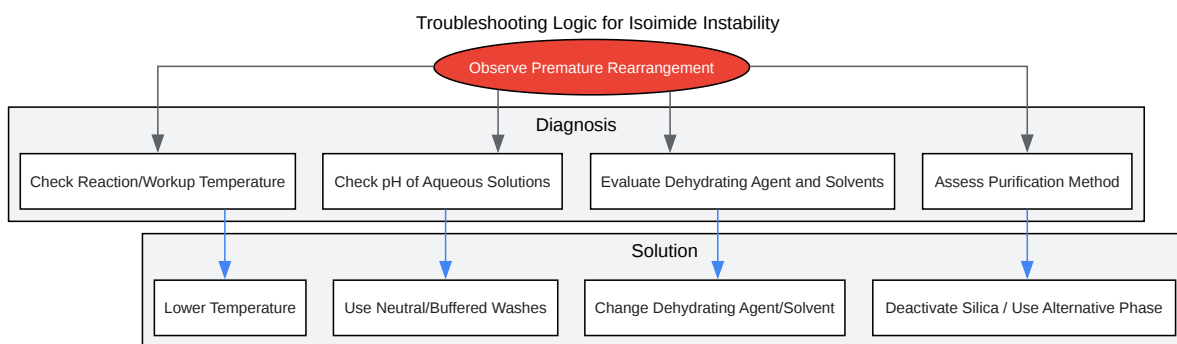 Troubleshooting Logic for Isoimide Instability
Observe Premature Rearrangement
Diagnosis
Check Reaction/Workup Temperature
Check pH of Aqueous Solutions
Evaluate Dehydrating Agent and Solvents
Assess Purification Method
Solution
Lower Temperature
Use Neutral/Buffered Washes
Change Dehydrating Agent/Solvent
Deactivate Silica / Use Alternative Phase